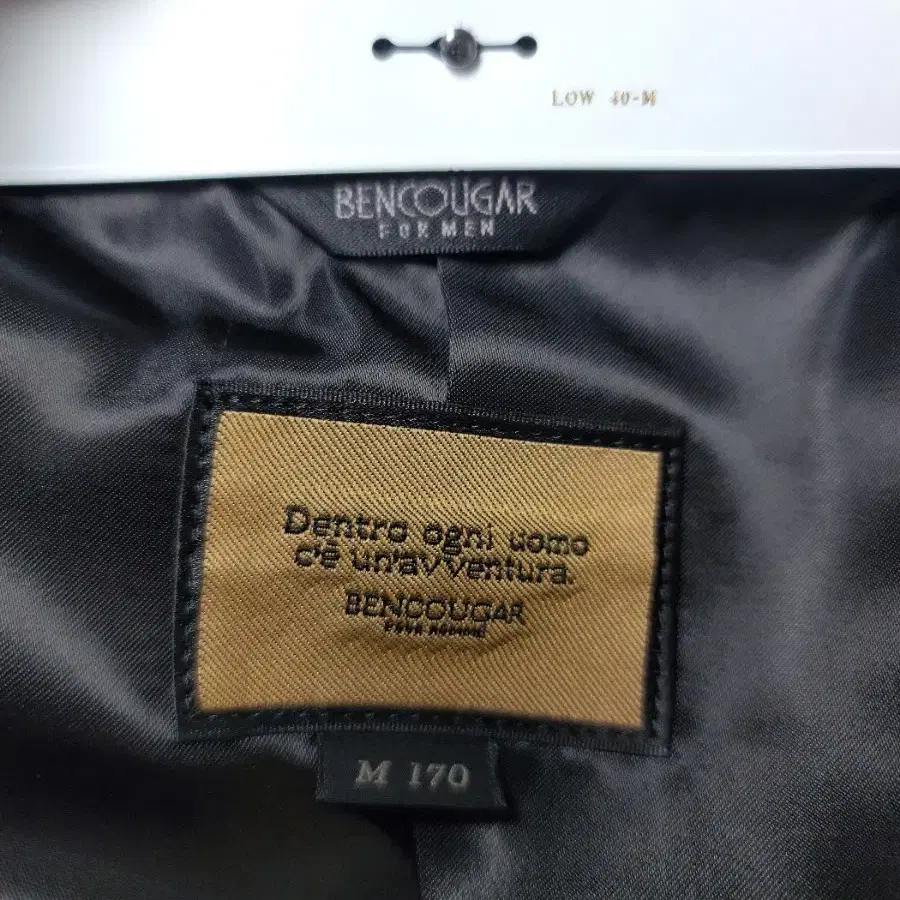 LOW 40-M
BENCOUGAR
FOR MEN
Dentro ogni uomo
c'è un'avventura.
BENCOUGAR
M 170